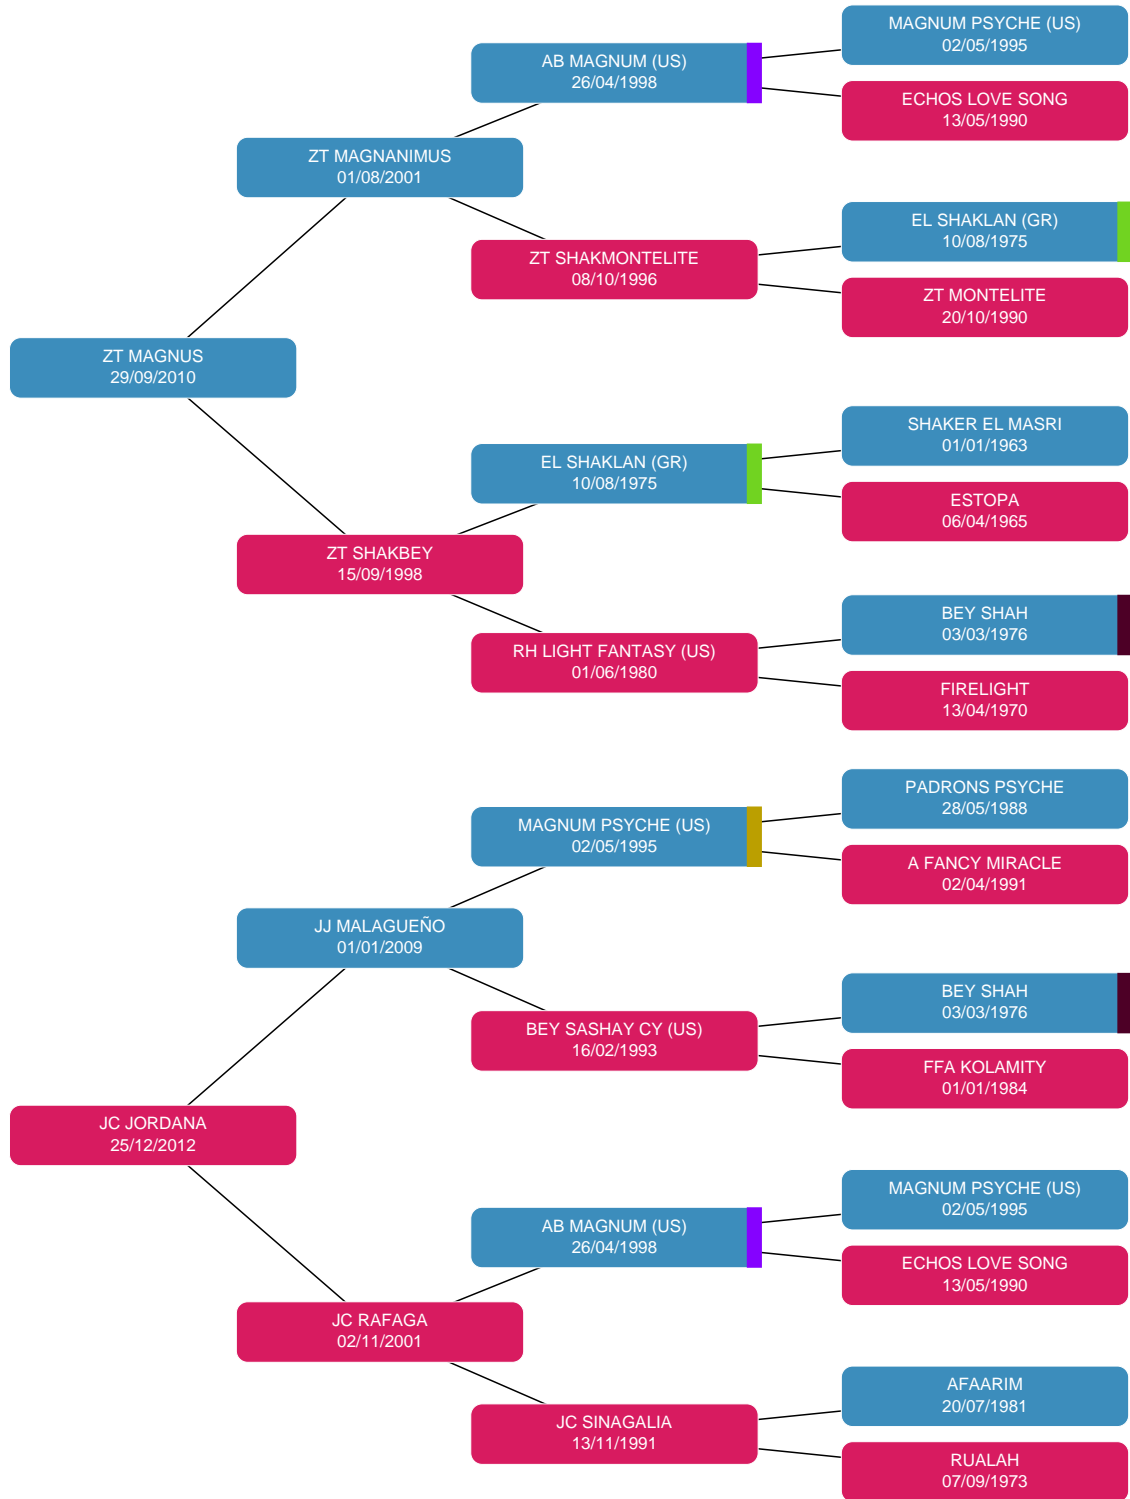 MAGNUM PSYCHE (US)
02/05/1995
AB MAGNUM (US)
26/04/1998
ECHOS LOVE SONG
13/05/1990
ZT MAGNANIMUS
01/08/2001
EL SHAKLAN (GR)
10/08/1975
ZT SHAKMONTELITE
08/10/1996
ZT MONTELITE
20/10/1990
ZT MAGNUS
29/09/2010
SHAKER EL MASRI
01/01/1963
EL SHAKLAN (GR)
10/08/1975
ESTOPA
06/04/1965
ZT SHAKBEY
15/09/1998
BEY SHAH
03/03/1976
RH LIGHT FANTASY (US)
01/06/1980
FIRELIGHT
13/04/1970
PADRONS PSYCHE
28/05/1988
MAGNUM PSYCHE (US)
02/05/1995
A FANCY MIRACLE
02/04/1991
JJ MALAGUEÑO
01/01/2009
BEY SHAH
03/03/1976
BEY SASHAY CY (US)
16/02/1993
FFA KOLAMITY
01/01/1984
JC JORDANA
25/12/2012
MAGNUM PSYCHE (US)
02/05/1995
AB MAGNUM (US)
26/04/1998
ECHOS LOVE SONG
13/05/1990
JC RAFAGA
02/11/2001
AFAARIM
20/07/1981
JC SINAGALIA
13/11/1991
RUALAH
07/09/1973